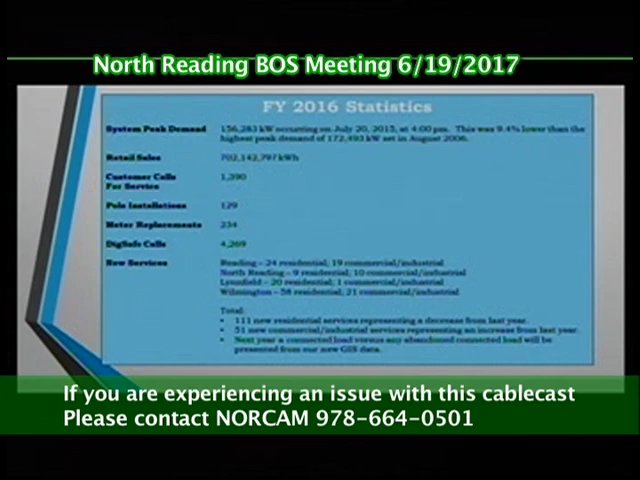 North Reading BOS Meeting 6/19/2017
FY 2016 Statistics
System Peak Demand 156,283 kW occurring on July 20, 2015, at 4:00 pm. This was 9.4% lower than the
highest peak demand of 172,493 kW set in August 2006.
Retail Sales 702,142,797 kWh
Customer Calls 1,390
For Service
Pole Installations 129
Meter Replacements 234
DigSafe Calls 4,269
New Services Reading – 24 residential; 19 commercial/industrial
North Reading – 9 residential; 10 commercial/industrial
Lynnfield – 20 residential; 1 commercial/industrial
Wilmington – 58 residential; 21 commercial/industrial
Total:
• 111 new residential services representing a decrease from last year.
• 51 new commercial/industrial services representing an increase from last year.
• Next year a connected load versus any abandoned connected load will be
presented from our new GIS data.
If you are experiencing an issue with this cablecast
Please contact NORCAM 978-664-0501